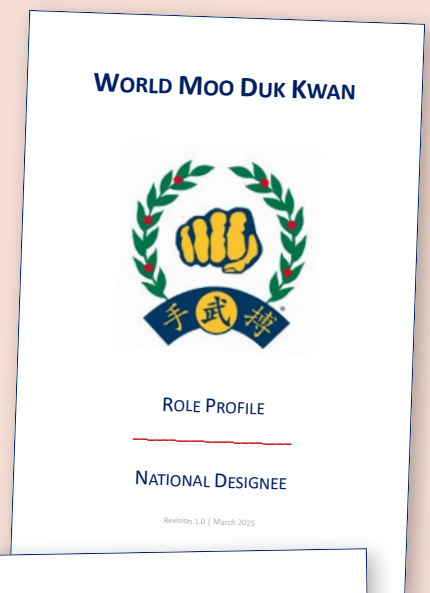 WORLD MOO DUK KWAN
手 武 搏
®
ROLE PROFILE
NATIONAL DESIGNEE
Revision 1.0 | March 2025